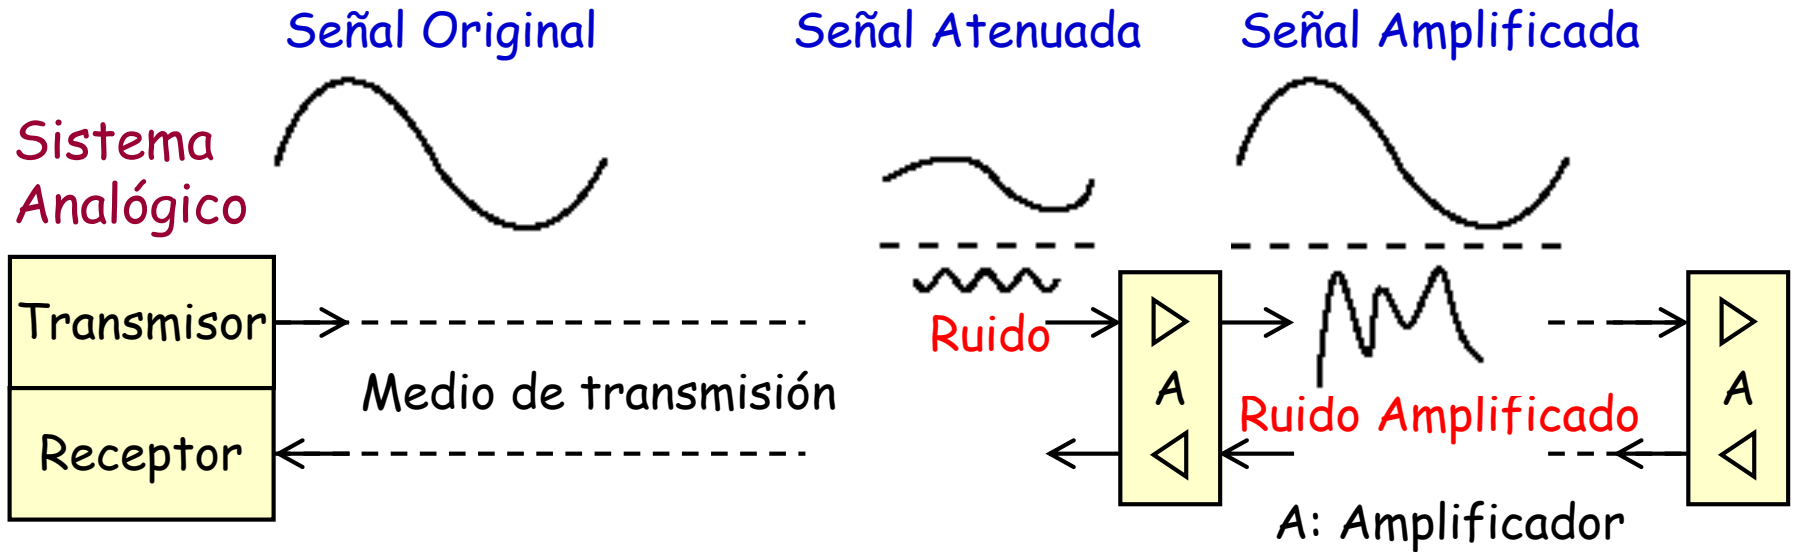 Señal Original
Señal Atenuada
Señal Amplificada
Sistema
Analógico
Transmisor
Ruido
Medio de transmisión
A
A
Ruido Amplificado
Receptor
A: Amplificador